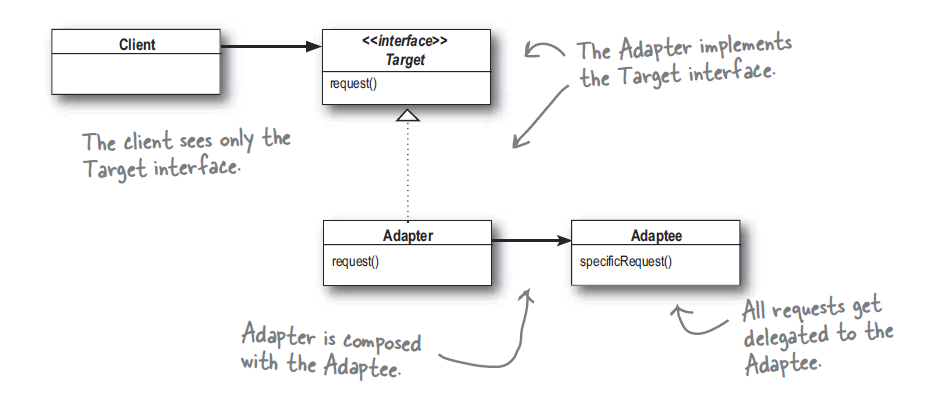 Client
<<interface>>
Target
request()
The Adapter implements
the Target interface.
The client sees only the
Target interface.
Adapter
request()
Adaptee
specificRequest()
Adapter is composed
with the Adaptee.
All requests get
delegated to the
Adaptee.